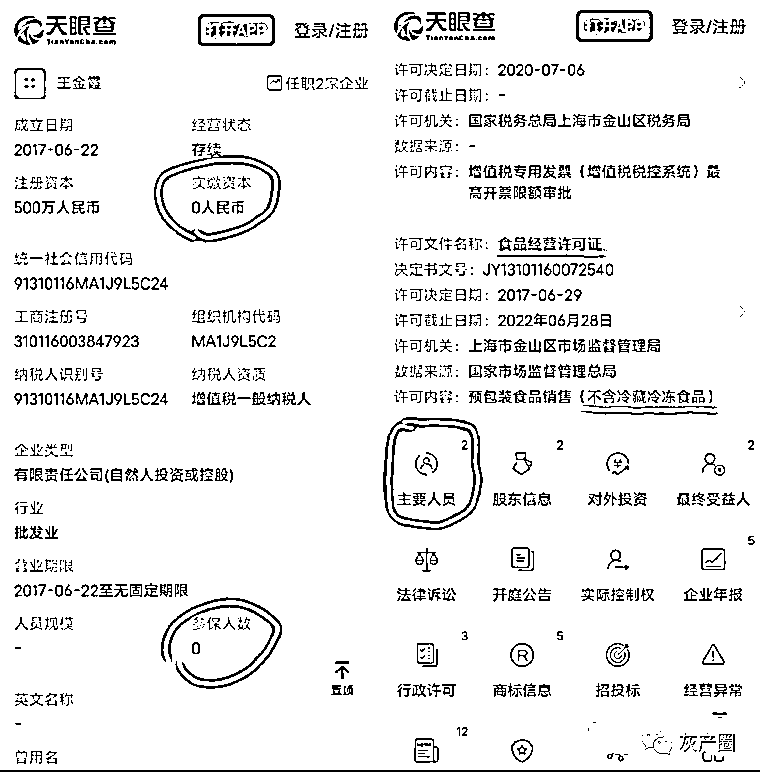 天眼查
TianYanCha.com
打开APP
登录/注册
王金霞
任职2家企业
成立日期
经营状态
2017-06-22
存续
注册资本
实缴资本
500万人民币
0人民币
统一社会信用代码
91310116MA1J9L5C24
工商注册号
组织机构代码
310116003847923
MA1J9L5C2
纳税人识别号
纳税人资质
91310116MA1J9L5C24
增值税一般纳税人
企业类型
有限责任公司(自然人投资或控股)
行业
批发业
营业期限
2017-06-22至无固定期限
人员规模
参保人数
-
0
置顶
英文名称
-
曾用名
天眼查
TianYanCha.com
打开APP
登录/注册
许可决定日期：2020-07-06
许可截止日期：-
许可机关：国家税务总局上海市金山区税务局
数据来源：-
许可内容：增值税专用发票（增值税税控系统）最
高开票限额审批
许可文件名称：食品经营许可证
决定书文号：JY13101160072540
许可决定日期：2017-06-29
许可截止日期：2022年06月28日
许可机关：上海市金山区市场监督管理局
数据来源：国家市场监督管理总局
许可内容：预包装食品销售（不含冷藏冷冻食品）
2
2
2
主要人员
股东信息
对外投资
最终受益人
5
法律诉讼
开庭公告
实际控制权
企业年报
3
5
行政许可
商标信息
招投标
经营异常
12
灰产圈